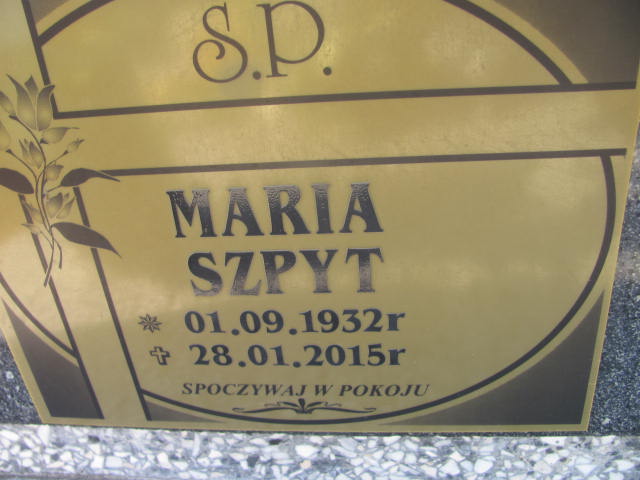 S.P.
MARIA
SZPYT
01.09.1932r
28.01.2015r
SPOCZYWAJ W POKOJU